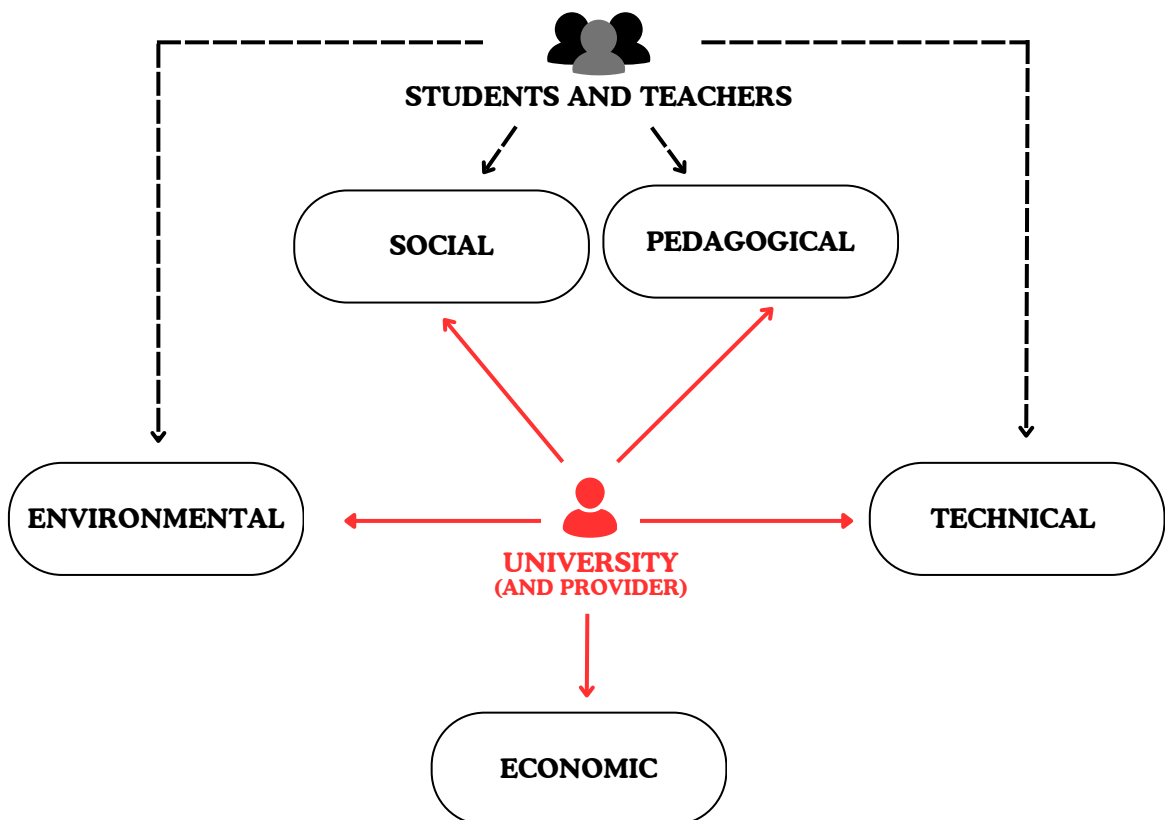 STUDENTS AND TEACHERS
SOCIAL
PEDAGOGICAL
ENVIRONMENTAL
TECHNICAL
UNIVERSITY
(AND PROVIDER)
ECONOMIC